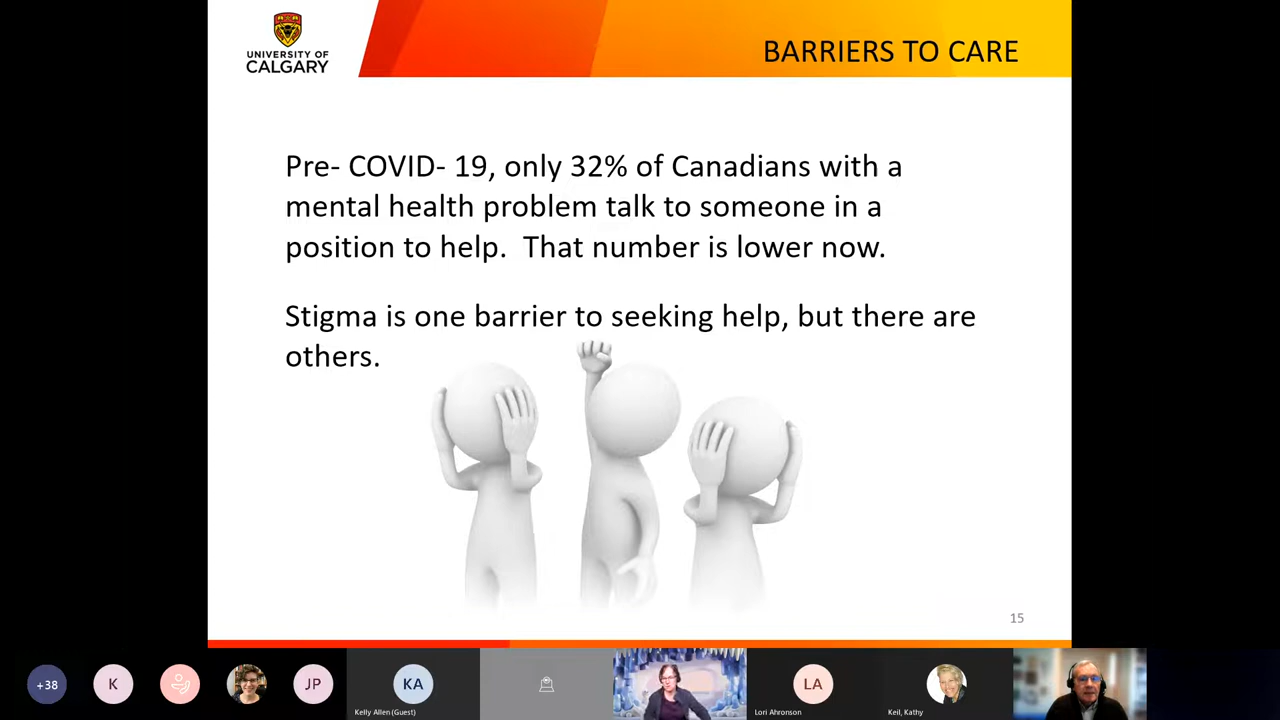 UNIVERSITY OF
CALGARY
BARRIERS TO CARE
Pre- COVID- 19, only 32% of Canadians with a
mental health problem talk to someone in a
position to help.  That number is lower now.
Stigma is one barrier to seeking help, but there are
others.
15
+38
K
JP
KA
Kelly Allen (Guest)
LA
Lori Ahronson
Keil, Kathy